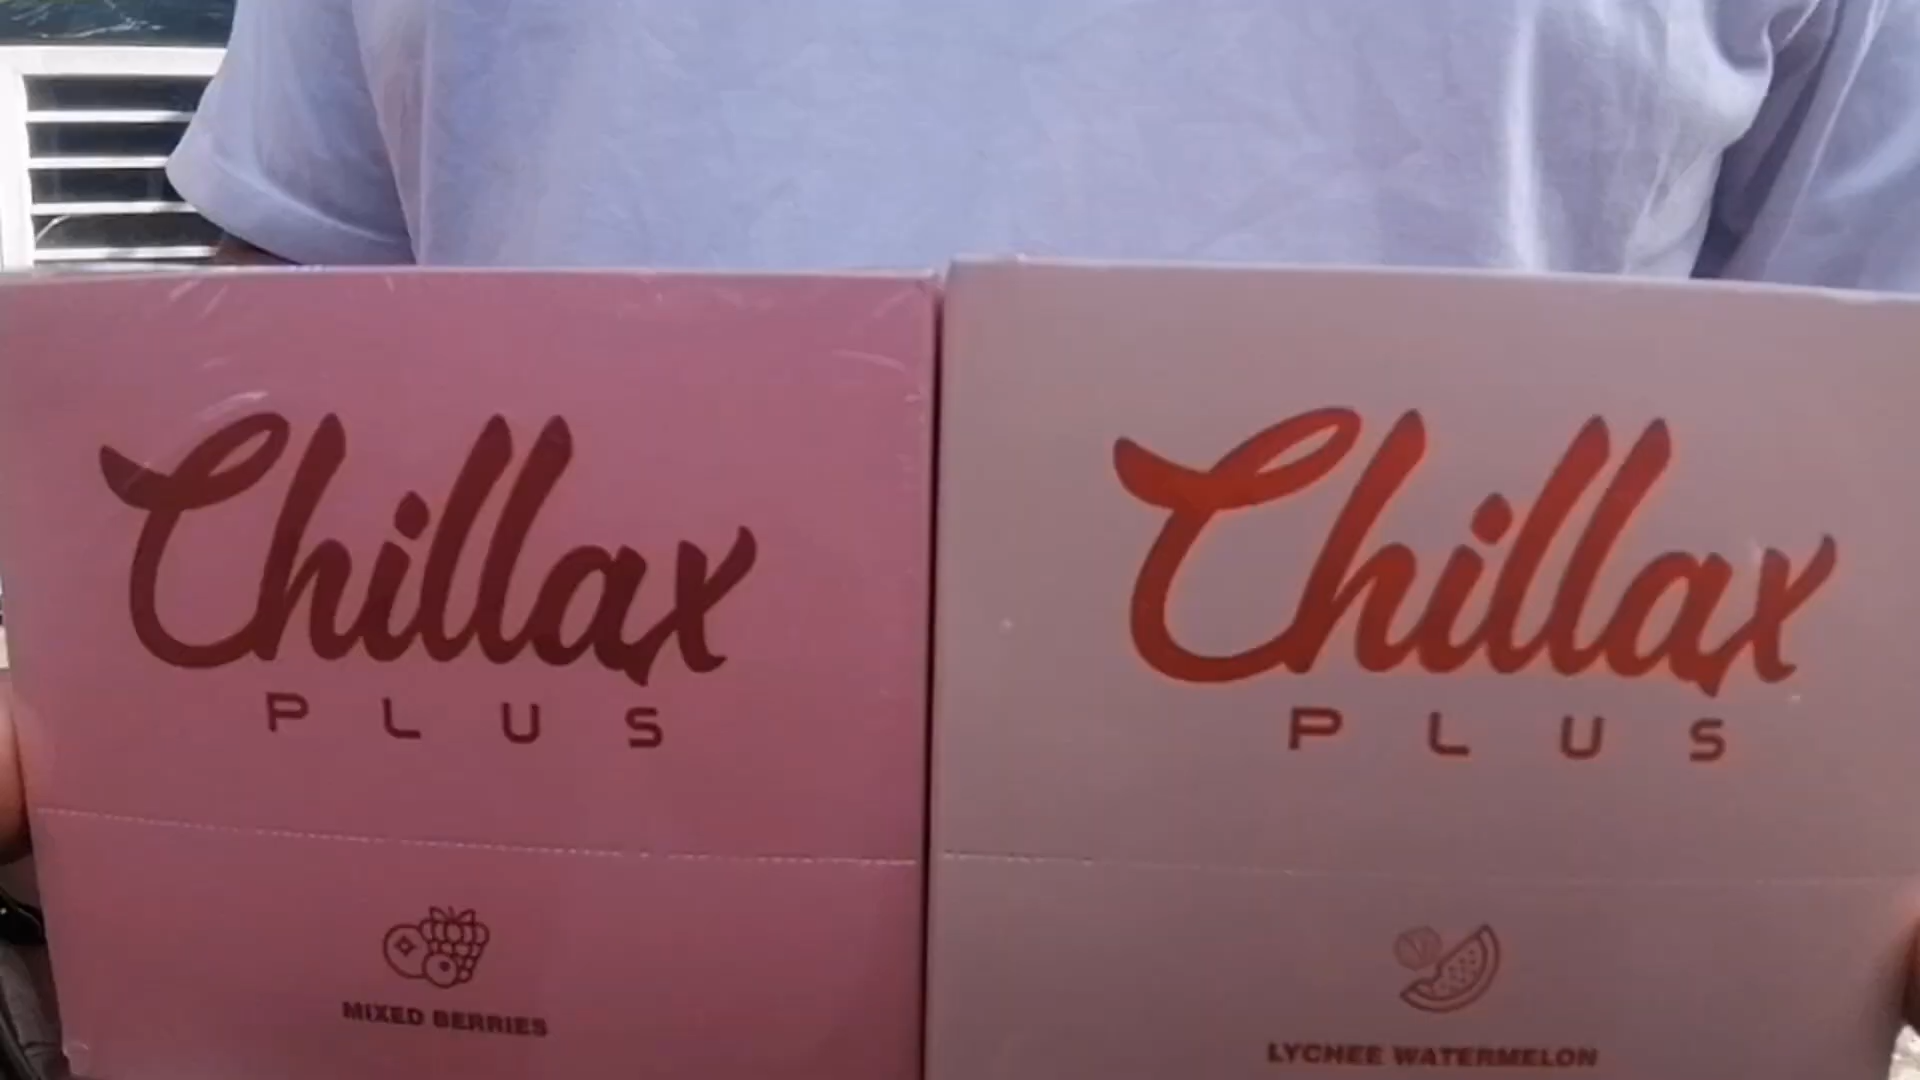 Chillax
PLUS
MIXED BERRIES
Chillax
PLUS
LYCHEE WATERMELON